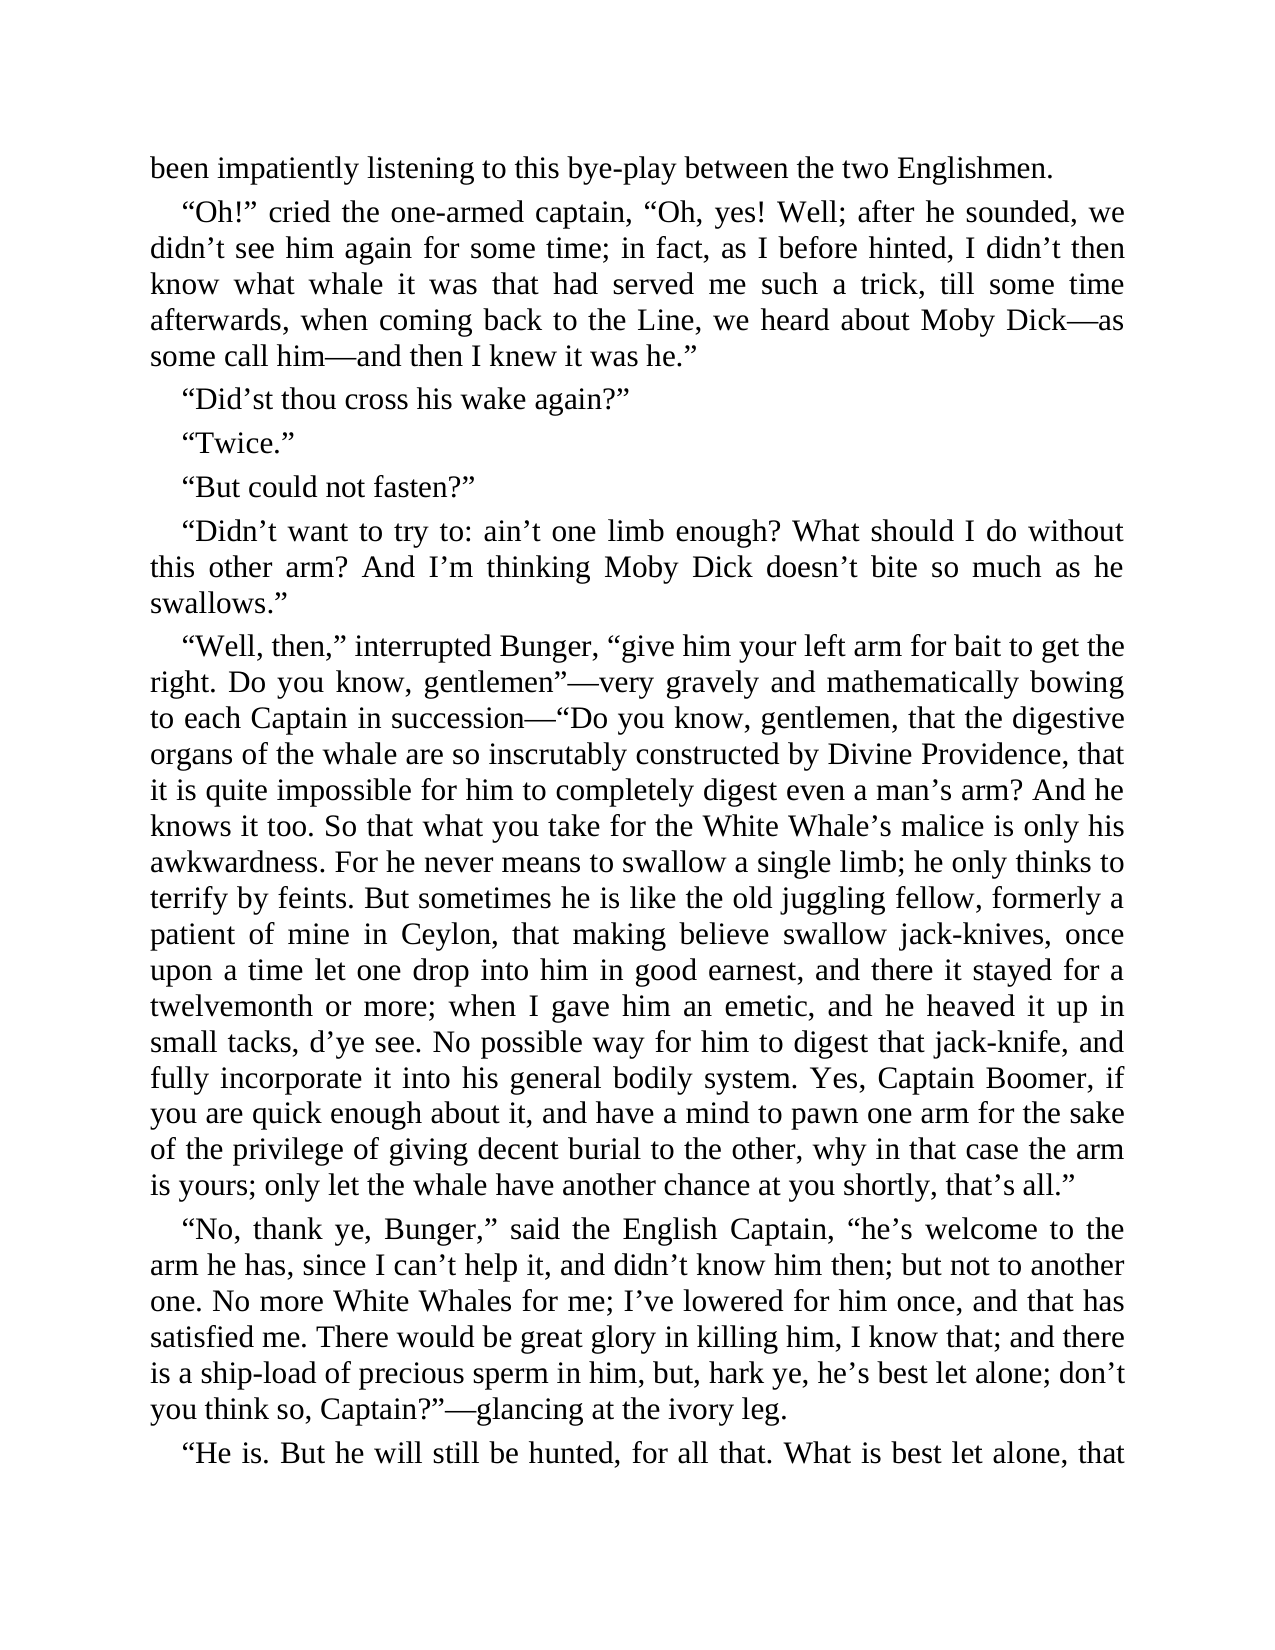 been impatiently listening to this bye-play between the two Englishmen.
“Oh!” cried the one-armed captain, “Oh, yes! Well; after he sounded, we
didn’t see him again for some time; in fact, as I before hinted, I didn’t then
know what whale it was that had served me such a trick, till some time
afterwards, when coming back to the Line, we heard about Moby Dick—as
some call him—and then I knew it was he.”
“Did’st thou cross his wake again?”
“Twice.”
“But could not fasten?”
“Didn’t want to try to: ain’t one limb enough? What should I do without
this other arm? And I’m thinking Moby Dick doesn’t bite so much as he
swallows.”
“Well, then,” interrupted Bunger, “give him your left arm for bait to get the
right. Do you know, gentlemen”—very gravely and mathematically bowing
to each Captain in succession—“Do you know, gentlemen, that the digestive
organs of the whale are so inscrutably constructed by Divine Providence, that
it is quite impossible for him to completely digest even a man’s arm? And he
knows it too. So that what you take for the White Whale’s malice is only his
awkwardness. For he never means to swallow a single limb; he only thinks to
terrify by feints. But sometimes he is like the old juggling fellow, formerly a
patient of mine in Ceylon, that making believe swallow jack-knives, once
upon a time let one drop into him in good earnest, and there it stayed for a
twelvemonth or more; when I gave him an emetic, and he heaved it up in
small tacks, d’ye see. No possible way for him to digest that jack-knife, and
fully incorporate it into his general bodily system. Yes, Captain Boomer, if
you are quick enough about it, and have a mind to pawn one arm for the sake
of the privilege of giving decent burial to the other, why in that case the arm
is yours; only let the whale have another chance at you shortly, that’s all.”
“No, thank ye, Bunger,” said the English Captain, “he’s welcome to the
arm he has, since I can’t help it, and didn’t know him then; but not to another
one. No more White Whales for me; I’ve lowered for him once, and that has
satisfied me. There would be great glory in killing him, I know that; and there
is a ship-load of precious sperm in him, but, hark ye, he’s best let alone; don’t
you think so, Captain?”—glancing at the ivory leg.
“He is. But he will still be hunted, for all that. What is best let alone, that